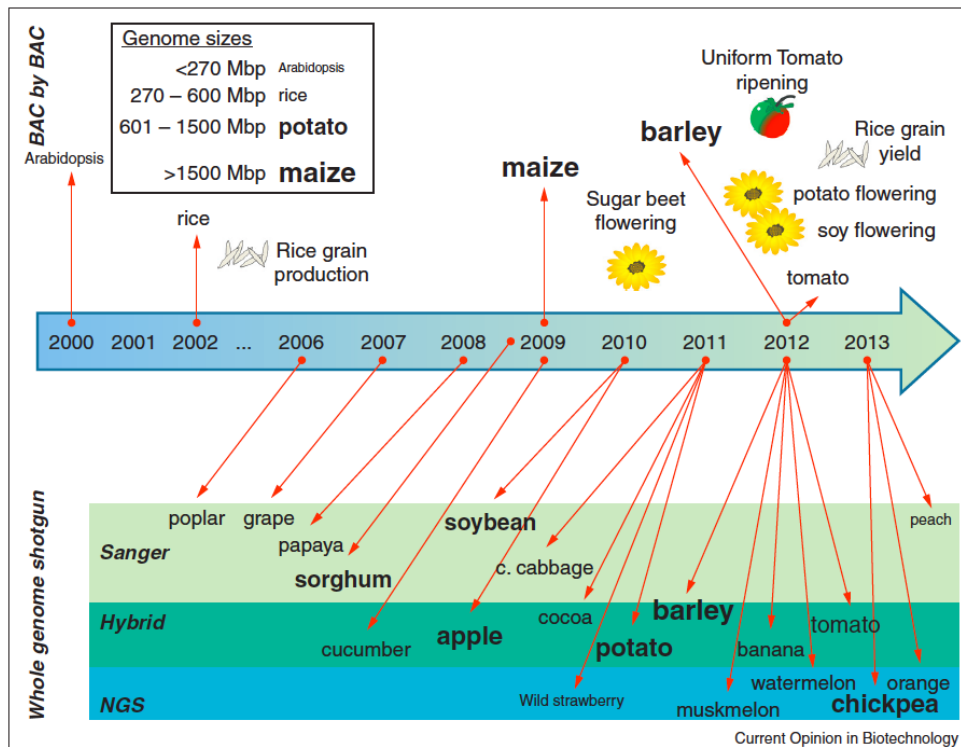 BAC by BAC
Genome sizes
<270 Mbp Arabidopsis
270 – 600 Mbp rice
601 – 1500 Mbp potato
>1500 Mbp maize
Arabidopsis
rice
Rice grain
production
maize
Sugar beet
flowering
barley
Uniform Tomato
ripening
Rice grain
yield
potato flowering
soy flowering
tomato
2000 2001 2002 ... 2006 2007 2008 2009 2010 2011 2012 2013
Whole genome shotgun
Sanger
poplar
grape
papaya
sorghum
soybean
c. cabbage
peach
Hybrid
cucumber
apple
cocoa
potato
barley
banana
tomato
NGS
Wild strawberry
muskmelon
watermelon
chickpea
orange
Current Opinion in Biotechnology